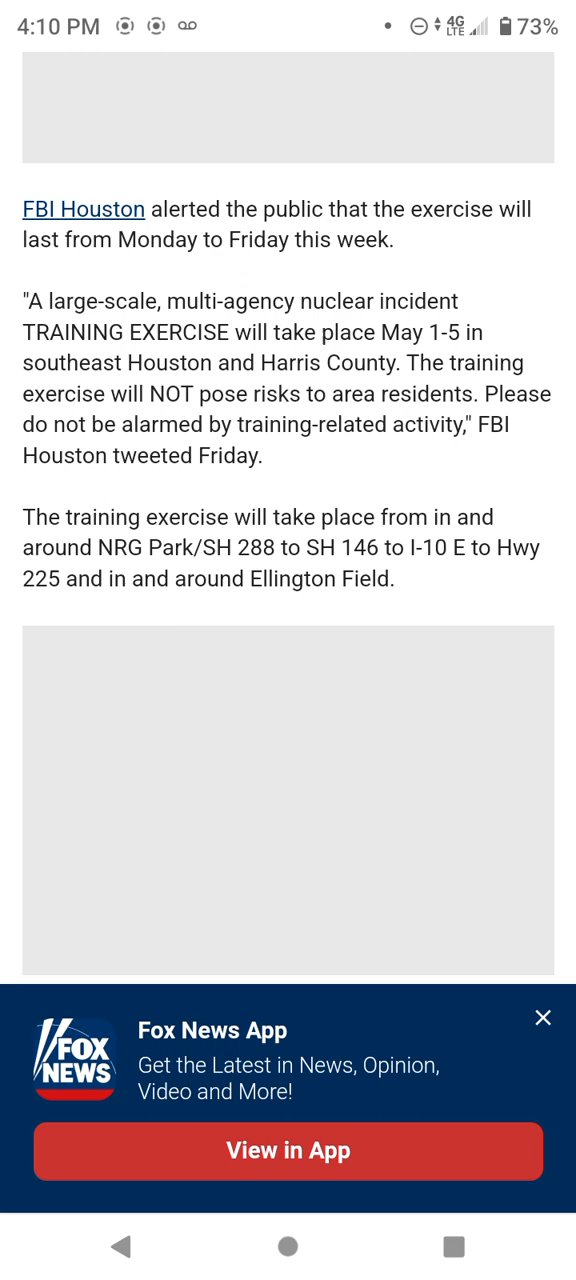 4:10 PM
4G
LTE
73%
FBI Houston alerted the public that the exercise will
last from Monday to Friday this week.
"A large-scale, multi-agency nuclear incident
TRAINING EXERCISE will take place May 1-5 in
southeast Houston and Harris County. The training
exercise will NOT pose risks to area residents. Please
do not be alarmed by training-related activity," FBI
Houston tweeted Friday.
The training exercise will take place from in and
around NRG Park/SH 288 to SH 146 to I-10 E to Hwy
225 and in and around Ellington Field.
FOX
NEWS
Fox News App
Get the Latest in News, Opinion,
Video and More!
View in App